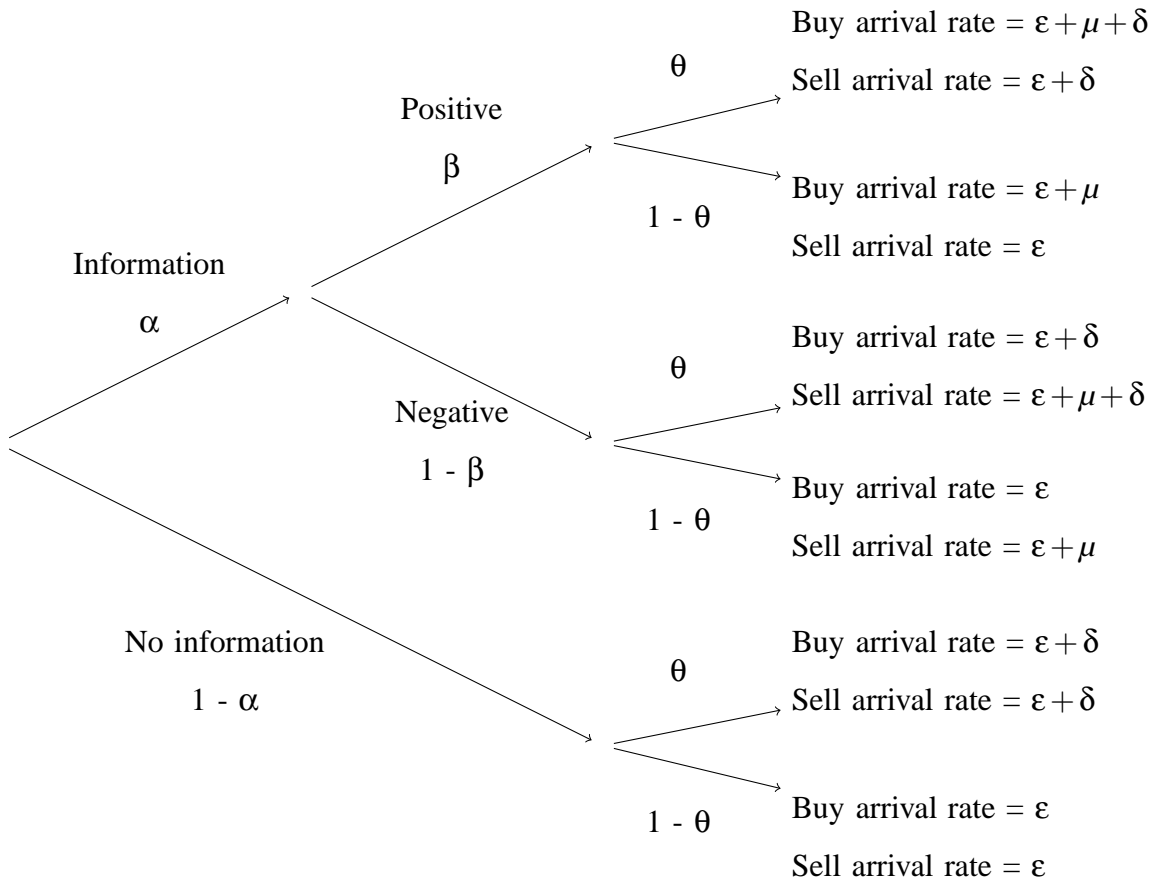 Buy arrival rate = ε + μ + δ
θ
Sell arrival rate = ε + δ
Positive
β
Buy arrival rate = ε + μ
1 - θ
Sell arrival rate = ε
Information
α
Buy arrival rate = ε + δ
θ
Sell arrival rate = ε + μ + δ
Negative
1 - β
Buy arrival rate = ε
1 - θ
Sell arrival rate = ε + μ
No information
1 - α
Buy arrival rate = ε + δ
θ
Sell arrival rate = ε + δ
Buy arrival rate = ε
1 - θ
Sell arrival rate = ε